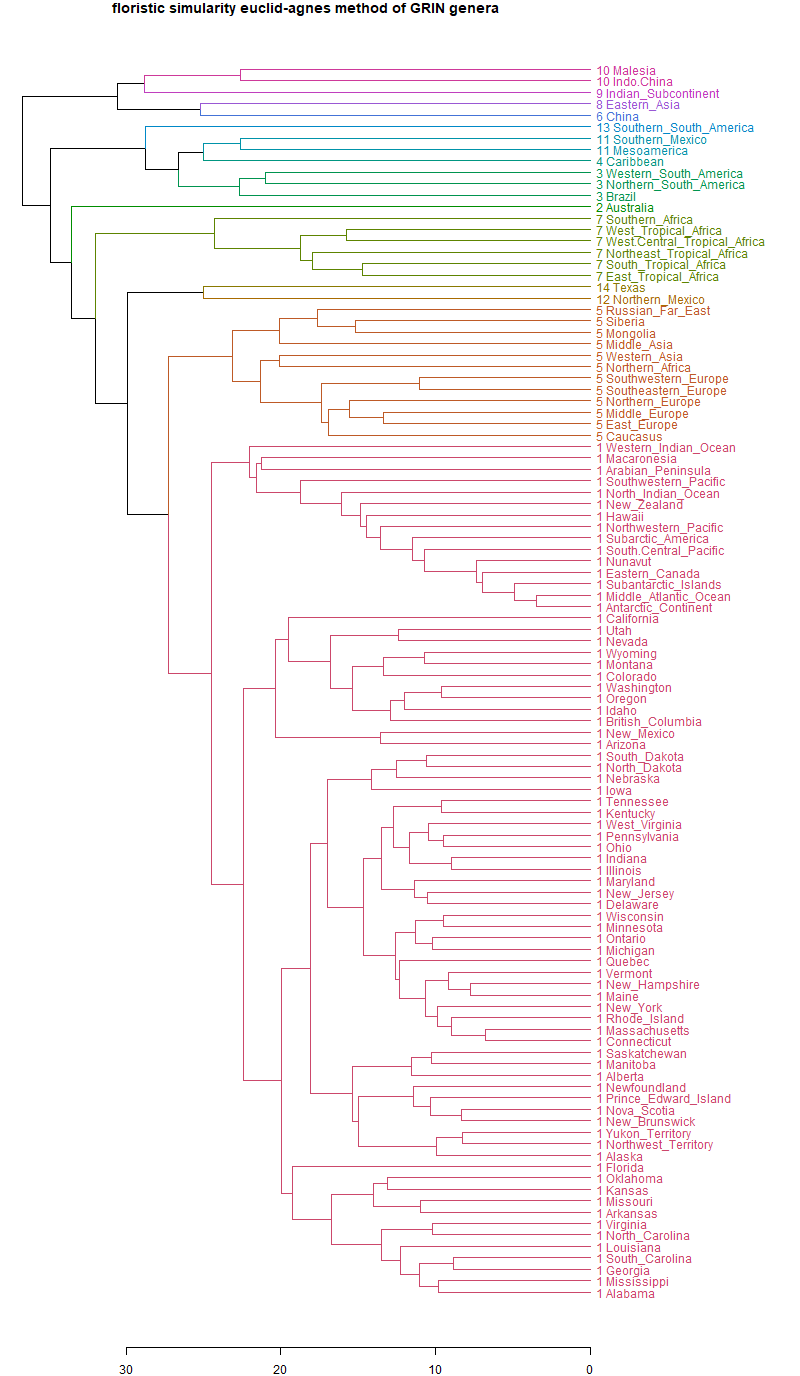 floristic simularity euclid-agnes method of GRIN genera
10 Malesia
10 Indo.China
9 Indian_Subcontinent
8 Eastern_Asia
6 China
13 Southern_South_America
11 Southern_Mexico
11 Mesoamerica
4 Caribbean
3 Western_South_America
3 Northern_South_America
3 Brazil
2 Australia
7 Southern_Africa
7 West_Tropical_Africa
7 West.Central_Tropical_Africa
7 Northeast_Tropical_Africa
7 South_Tropical_Africa
7 East_Tropical_Africa
14 Texas
12 Northern_Mexico
5 Russian_Far_East
5 Siberia
5 Mongolia
5 Middle_Asia
5 Western_Asia
5 Northern_Africa
5 Southwestern_Europe
5 Southeastern_Europe
5 Northern_Europe
5 Middle_Europe
5 East_Europe
5 Caucasus
1 Western_Indian_Ocean
1 Macaronesia
1 Arabian_Peninsula
1 Southwestern_Pacific
1 North_Indian_Ocean
1 New_Zealand
1 Hawaii
1 Northwestern_Pacific
1 Subarctic_America
1 South.Central_Pacific
1 Nunavut
1 Eastern_Canada
1 Subantarctic_Islands
1 Middle_Atlantic_Ocean
1 Antarctic_Continent
1 California
1 Utah
1 Nevada
1 Wyoming
1 Montana
1 Colorado
1 Washington
1 Oregon
1 Idaho
1 British_Columbia
1 New_Mexico
1 Arizona
1 South_Dakota
1 North_Dakota
1 Nebraska
1 Iowa
1 Tennessee
1 Kentucky
1 West_Virginia
1 Pennsylvania
1 Ohio
1 Indiana
1 Illinois
1 Maryland
1 New_Jersey
1 Delaware
1 Wisconsin
1 Minnesota
1 Ontario
1 Michigan
1 Quebec
1 Vermont
1 New_Hampshire
1 Maine
1 New_York
1 Rhode_Island
1 Massachusetts
1 Connecticut
1 Saskatchewan
1 Manitoba
1 Alberta
1 Newfoundland
1 Prince_Edward_Island
1 Nova_Scotia
1 New_Brunswick
1 Yukon_Territory
1 Northwest_Territory
1 Alaska
1 Florida
1 Oklahoma
1 Kansas
1 Missouri
1 Arkansas
1 Virginia
1 North_Carolina
1 Louisiana
1 South_Carolina
1 Georgia
1 Mississippi
1 Alabama
30 20 10 0